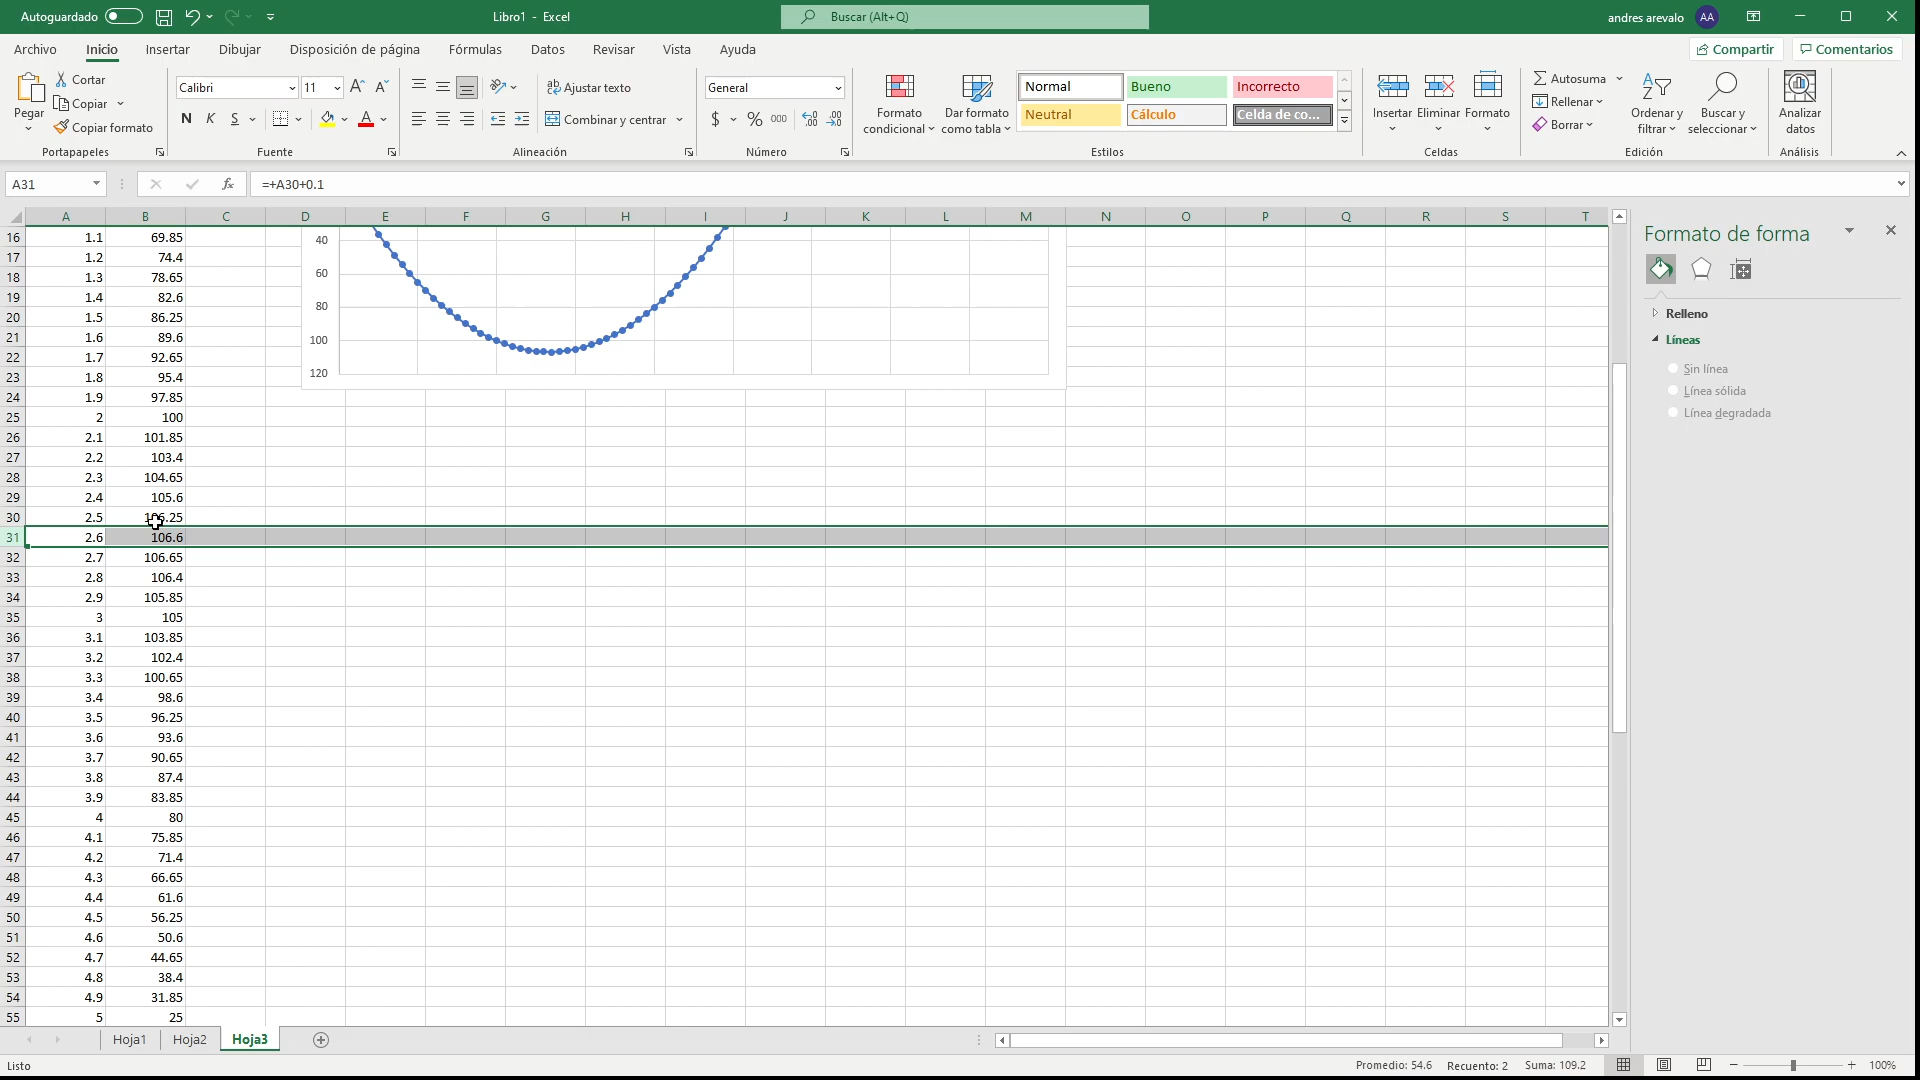 Autoguardado
Libro1 - Excel
Buscar (Alt+Q)
andres arevalo
AA
Archivo Inicio Insertar Dibujar Disposición de página Fórmulas Datos Revisar Vista Ayuda
Compartir Comentarios
Pegar
Cortar
Copiar
Copiar formato
Portapapeles
Calibri 11
N K S
Fuente
Ajustar texto
Combinar y centrar
Alineación
General
$ % 000
Número
Formato condicional
Dar formato como tabla
Normal Bueno Incorrecto
Neutral Cálculo Celda de co...
Estilos
Insertar Eliminar Formato
Celdas
Autosuma
Rellenar
Borrar
Ordenar y filtrar
Buscar y seleccionar
Edición
Analizar datos
Análisis
A31
fx
=+A30+0.1
A B C D E F G H I J K L M N O P Q R S T
16 1.1 69.85
17 1.2 74.4
18 1.3 78.65
19 1.4 82.6
20 1.5 86.25
21 1.6 89.6
22 1.7 92.65
23 1.8 95.4
24 1.9 97.85
25 2 100
26 2.1 101.85
27 2.2 103.4
28 2.3 104.65
29 2.4 105.6
30 2.5
31 2.6 106.6
32 2.7 106.65
33 2.8 106.4
34 2.9 105.85
35 3 105
36 3.1 103.85
37 3.2 102.4
38 3.3 100.65
39 3.4 98.6
40 3.5 96.25
41 3.6 93.6
42 3.7 90.65
43 3.8 87.4
44 3.9 83.85
45 4 80
46 4.1 75.85
47 4.2 71.4
48 4.3 66.65
49 4.4 61.6
50 4.5 56.25
51 4.6 50.6
52 4.7 44.65
53 4.8 38.4
54 4.9 31.85
55 5 25
40
60
80
100
120
Formato de forma
Relleno
Líneas
Sin línea
Línea sólida
Línea degradada
Hoja1 Hoja2 Hoja3
Listo
Promedio: 54.6 Recuento: 2 Suma: 109.2
100%